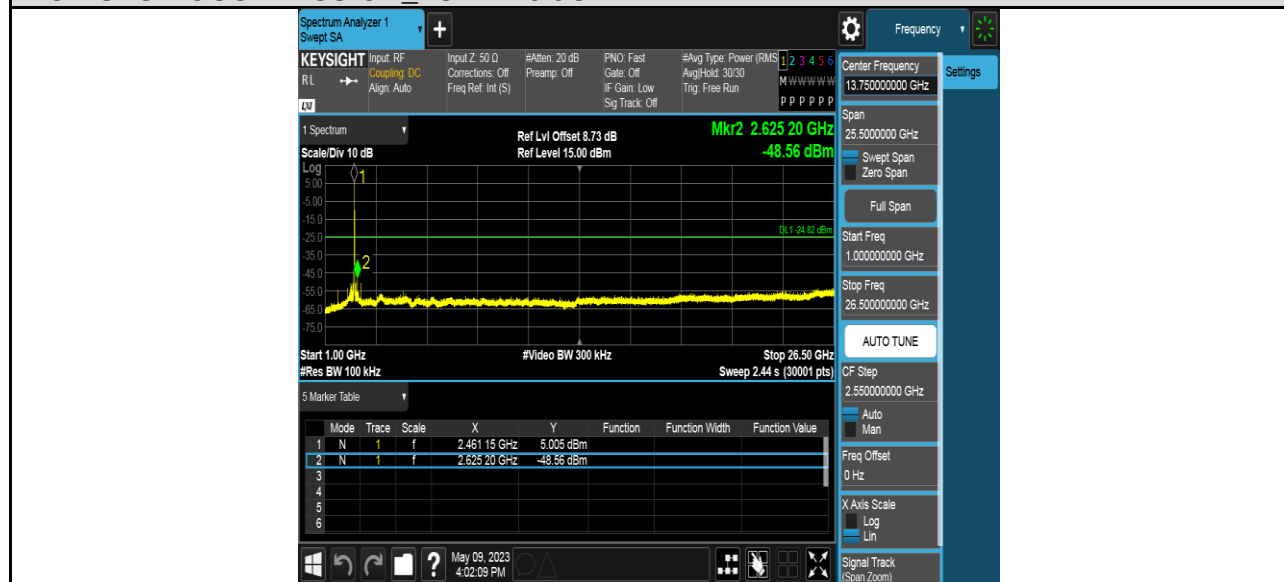 Spectrum Analyzer 1
Swept SA
Frequency
KEYSIGHT
Input: RF
Input Z: 50 Ω
#Atten: 20 dB
PNO: Fast
#Avg Type: Power (RMS
1 2 3 4 5 6
RL
Coupling: DC
Corrections: Off
Preamp: Off
Gate: Off
Avg|Hold: 30/30
M W W W W W
Align: Auto
Freq Ref: Int (S)
IF Gain: Low
Trig: Free Run
LXI
Sig Track: Off
P P P P P P
1 Spectrum
Ref Lvl Offset 8.73 dB
Mkr2 2.625 20 GHz
Scale/Div 10 dB
Ref Level 15.00 dBm
-48.56 dBm
Log
1
5.00
-5.00
-15.0
DL1 -24.82 dBm
-25.0
-35.0
2
-45.0
-55.0
-65.0
-75.0
Start 1.00 GHz
#Video BW 300 kHz
Stop 26.50 GHz
#Res BW 100 kHz
Sweep 2.44 s (30001 pts)
5 Marker Table
Mode Trace Scale X Y Function Function Width Function Value
1 N 1 f 2.461 15 GHz 5.005 dBm
2 N 1 f 2.625 20 GHz -48.56 dBm
3
4
5
6
May 09, 2023
4:02:09 PM
Center Frequency
13.750000000 GHz
Settings
Span
25.5000000 GHz
Swept Span
Zero Span
Full Span
Start Freq
1.000000000 GHz
Stop Freq
26.500000000 GHz
AUTO TUNE
CF Step
2.550000000 GHz
Auto
Man
Freq Offset
0 Hz
X Axis Scale
Log
Lin
Signal Track
(Span Zoom)